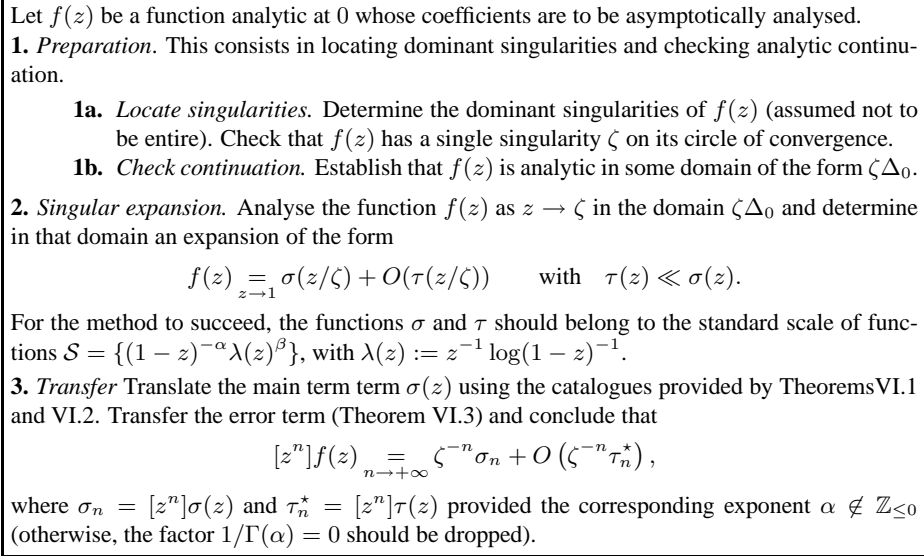 Let f(z) be a function analytic at 0 whose coefficients are to be asymptotically analysed.
1. Preparation. This consists in locating dominant singularities and checking analytic continu-
ation.
1a. Locate singularities. Determine the dominant singularities of f(z) (assumed not to
be entire). Check that f(z) has a single singularity ζ on its circle of convergence.
1b. Check continuation. Establish that f(z) is analytic in some domain of the form ζΔ₀.
2. Singular expansion. Analyse the function f(z) as z → ζ in the domain ζΔ₀ and determine
in that domain an expansion of the form
f(z) =_{z→1} σ(z/ζ) + O(τ(z/ζ)) with τ(z) ≪ σ(z).
For the method to succeed, the functions σ and τ should belong to the standard scale of func-
tions 𝒮 = {(1 − z)^{−α}λ(z)^β}, with λ(z) := z^{−1} log(1 − z)^{−1}.
3. Transfer Translate the main term term σ(z) using the catalogues provided by TheoremsVI.1
and VI.2. Transfer the error term (Theorem VI.3) and conclude that
[z^n]f(z) =_{n→+∞} ζ^{−n}σ_n + O (ζ^{−n}τ_n^⋆) ,
where σ_n = [z^n]σ(z) and τ_n^⋆ = [z^n]τ(z) provided the corresponding exponent α ∉ ℤ_{≤0}
(otherwise, the factor 1/Γ(α) = 0 should be dropped).